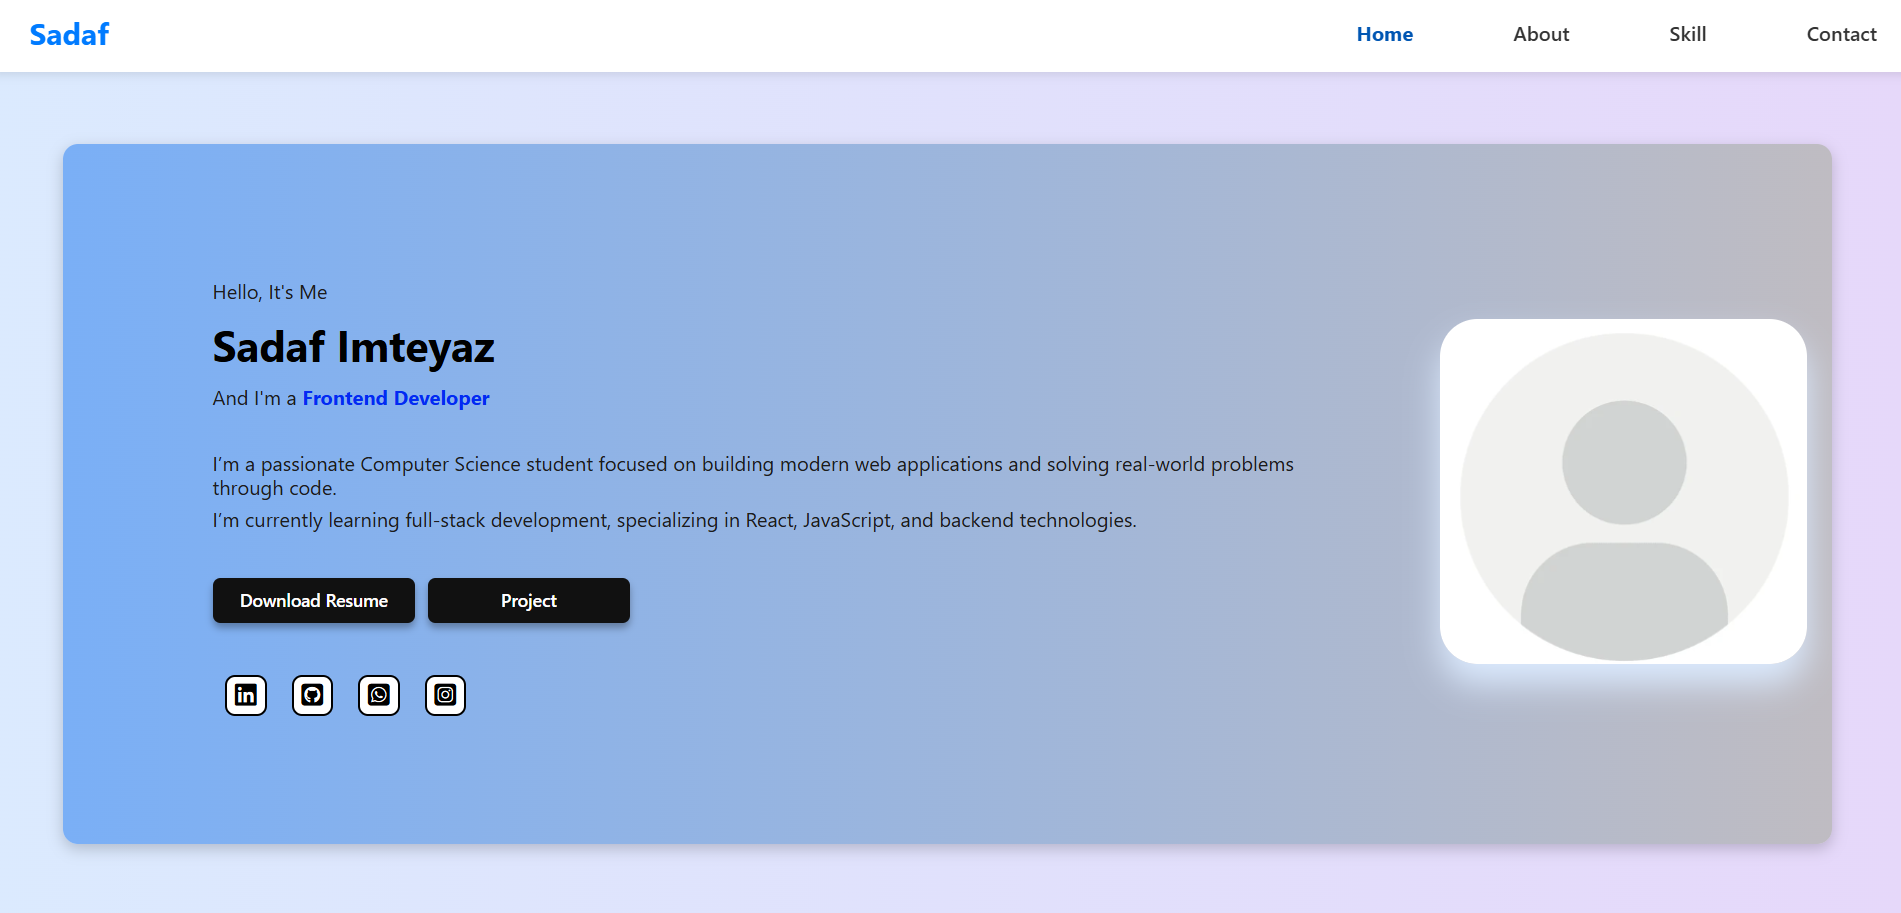 Sadaf
Home About Skill Contact
Hello, It's Me
Sadaf Imteyaz
And I'm a Frontend Developer
I’m a passionate Computer Science student focused on building modern web applications and solving real-world problems
through code.
I’m currently learning full-stack development, specializing in React, JavaScript, and backend technologies.
Download Resume Project
in